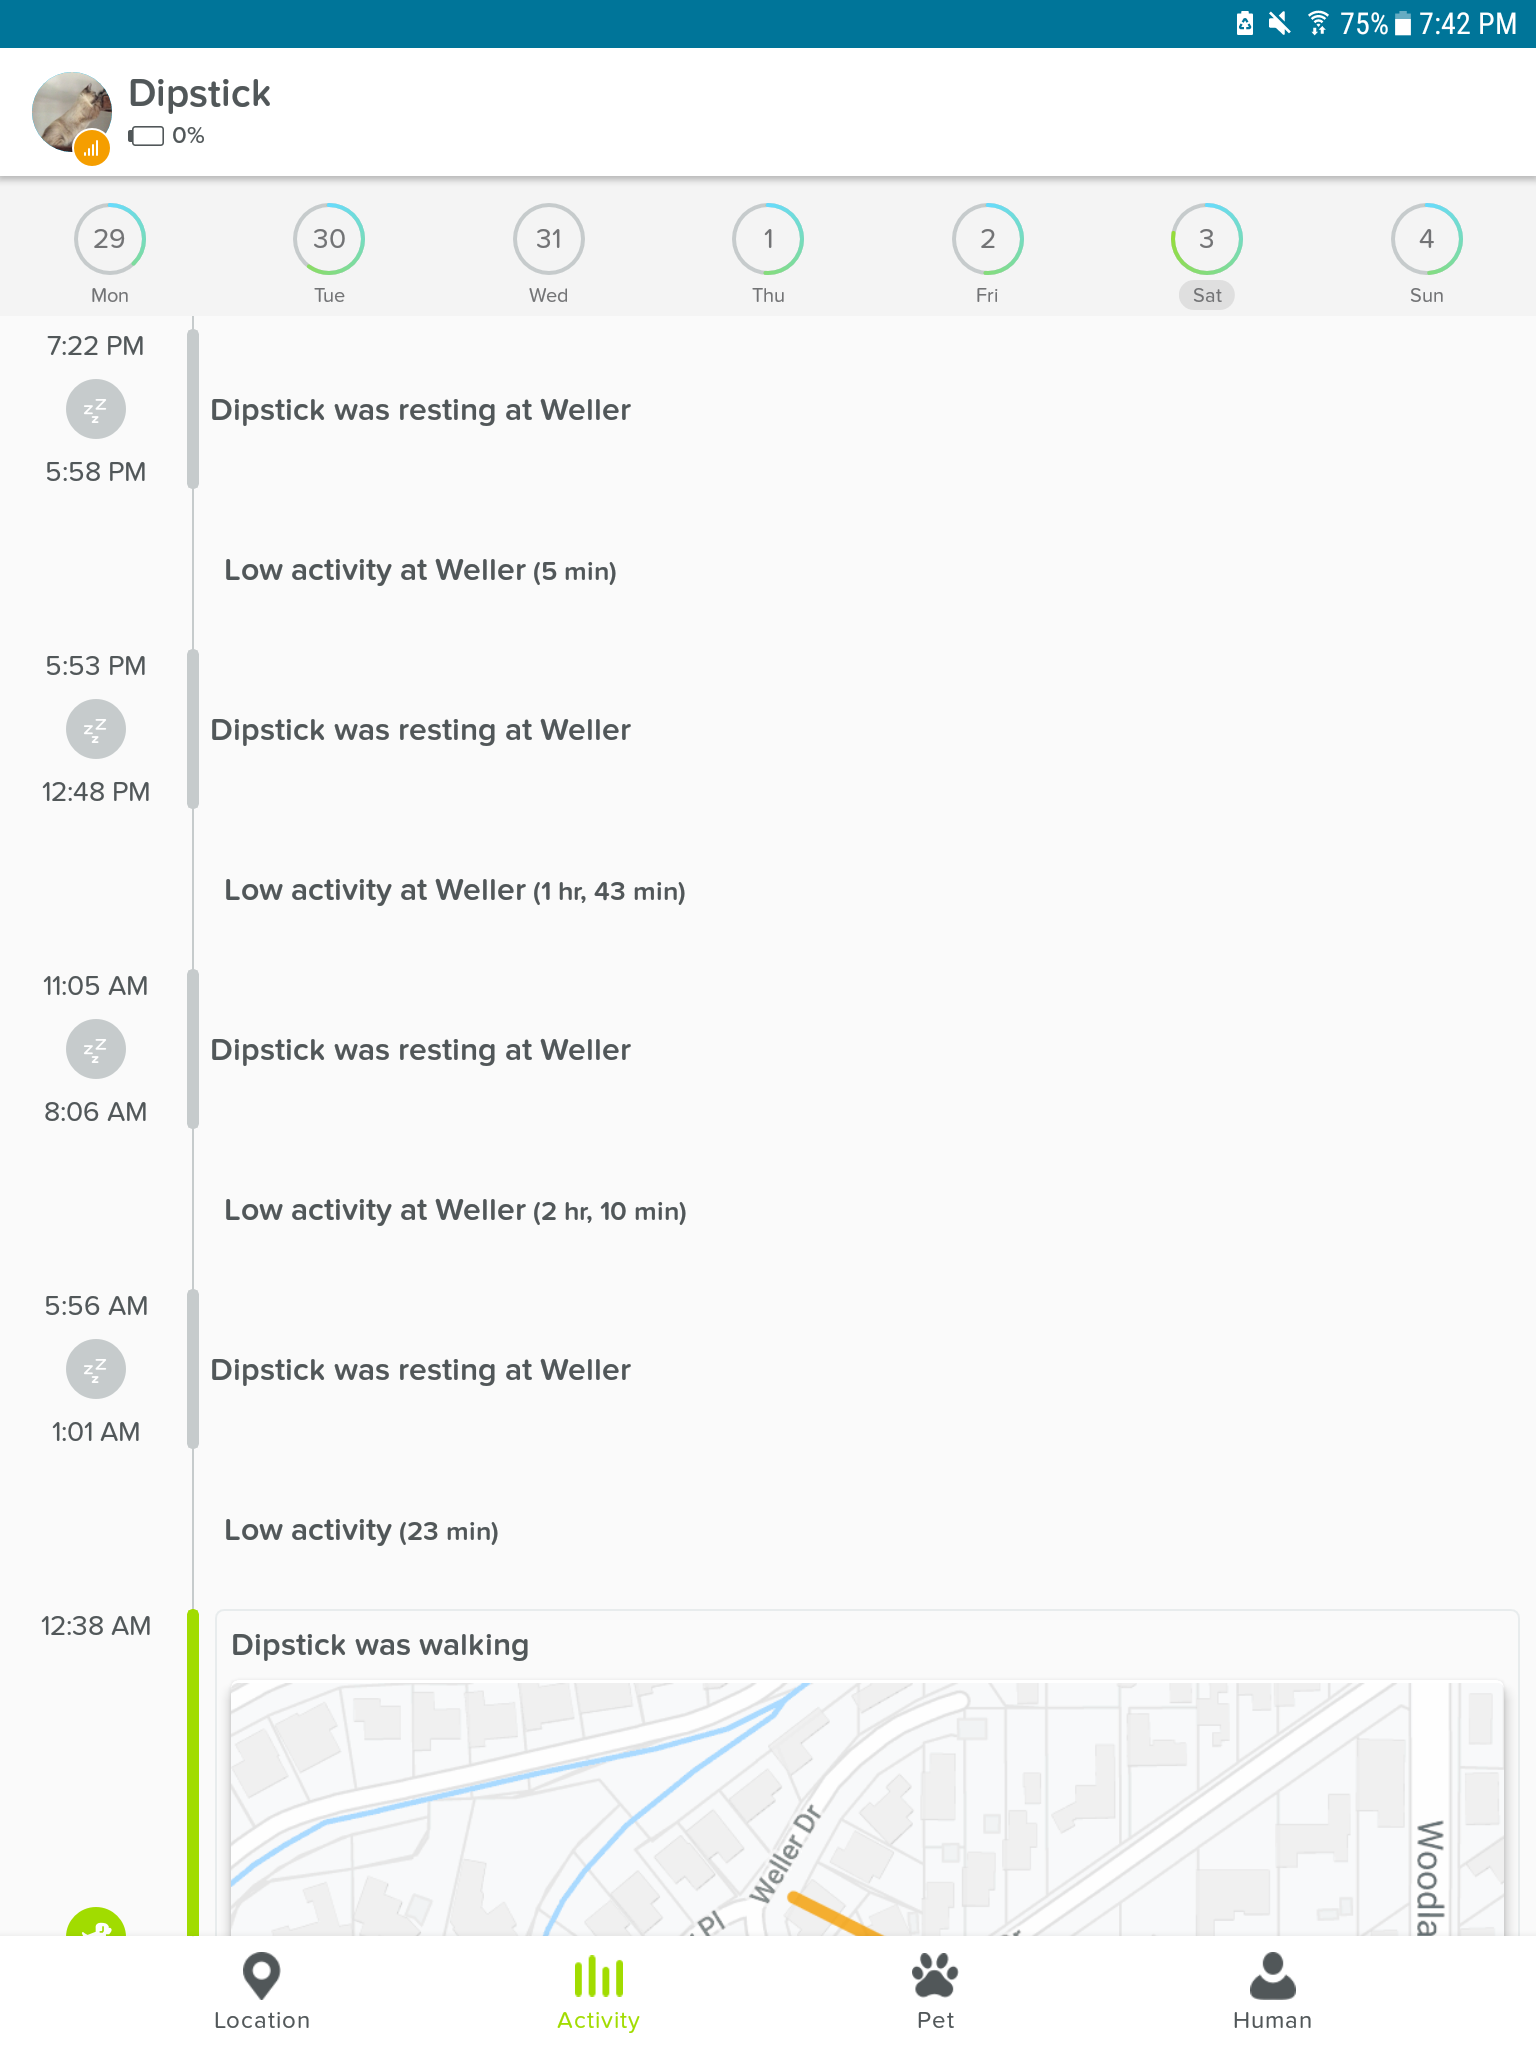 75% 7:42 PM
Dipstick
0%
29 30 31 1 2 3 4
Mon Tue Wed Thu Fri Sat Sun
7:22 PM
Dipstick was resting at Weller
5:58 PM
Low activity at Weller (5 min)
5:53 PM
Dipstick was resting at Weller
12:48 PM
Low activity at Weller (1 hr, 43 min)
11:05 AM
Dipstick was resting at Weller
8:06 AM
Low activity at Weller (2 hr, 10 min)
5:56 AM
Dipstick was resting at Weller
1:01 AM
Low activity (23 min)
12:38 AM
Dipstick was walking
Weller Dr
Woodla
Pl
Location Activity Pet Human